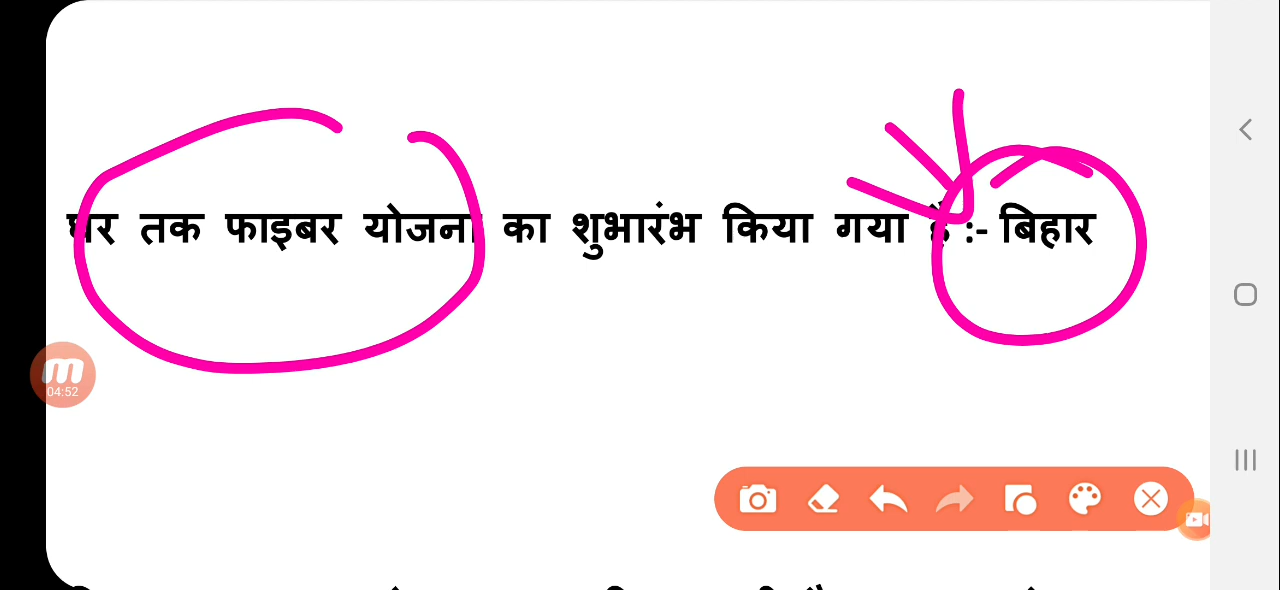 घर तक फाइबर योजना का शुभारंभ किया गया है :- बिहार
04:52